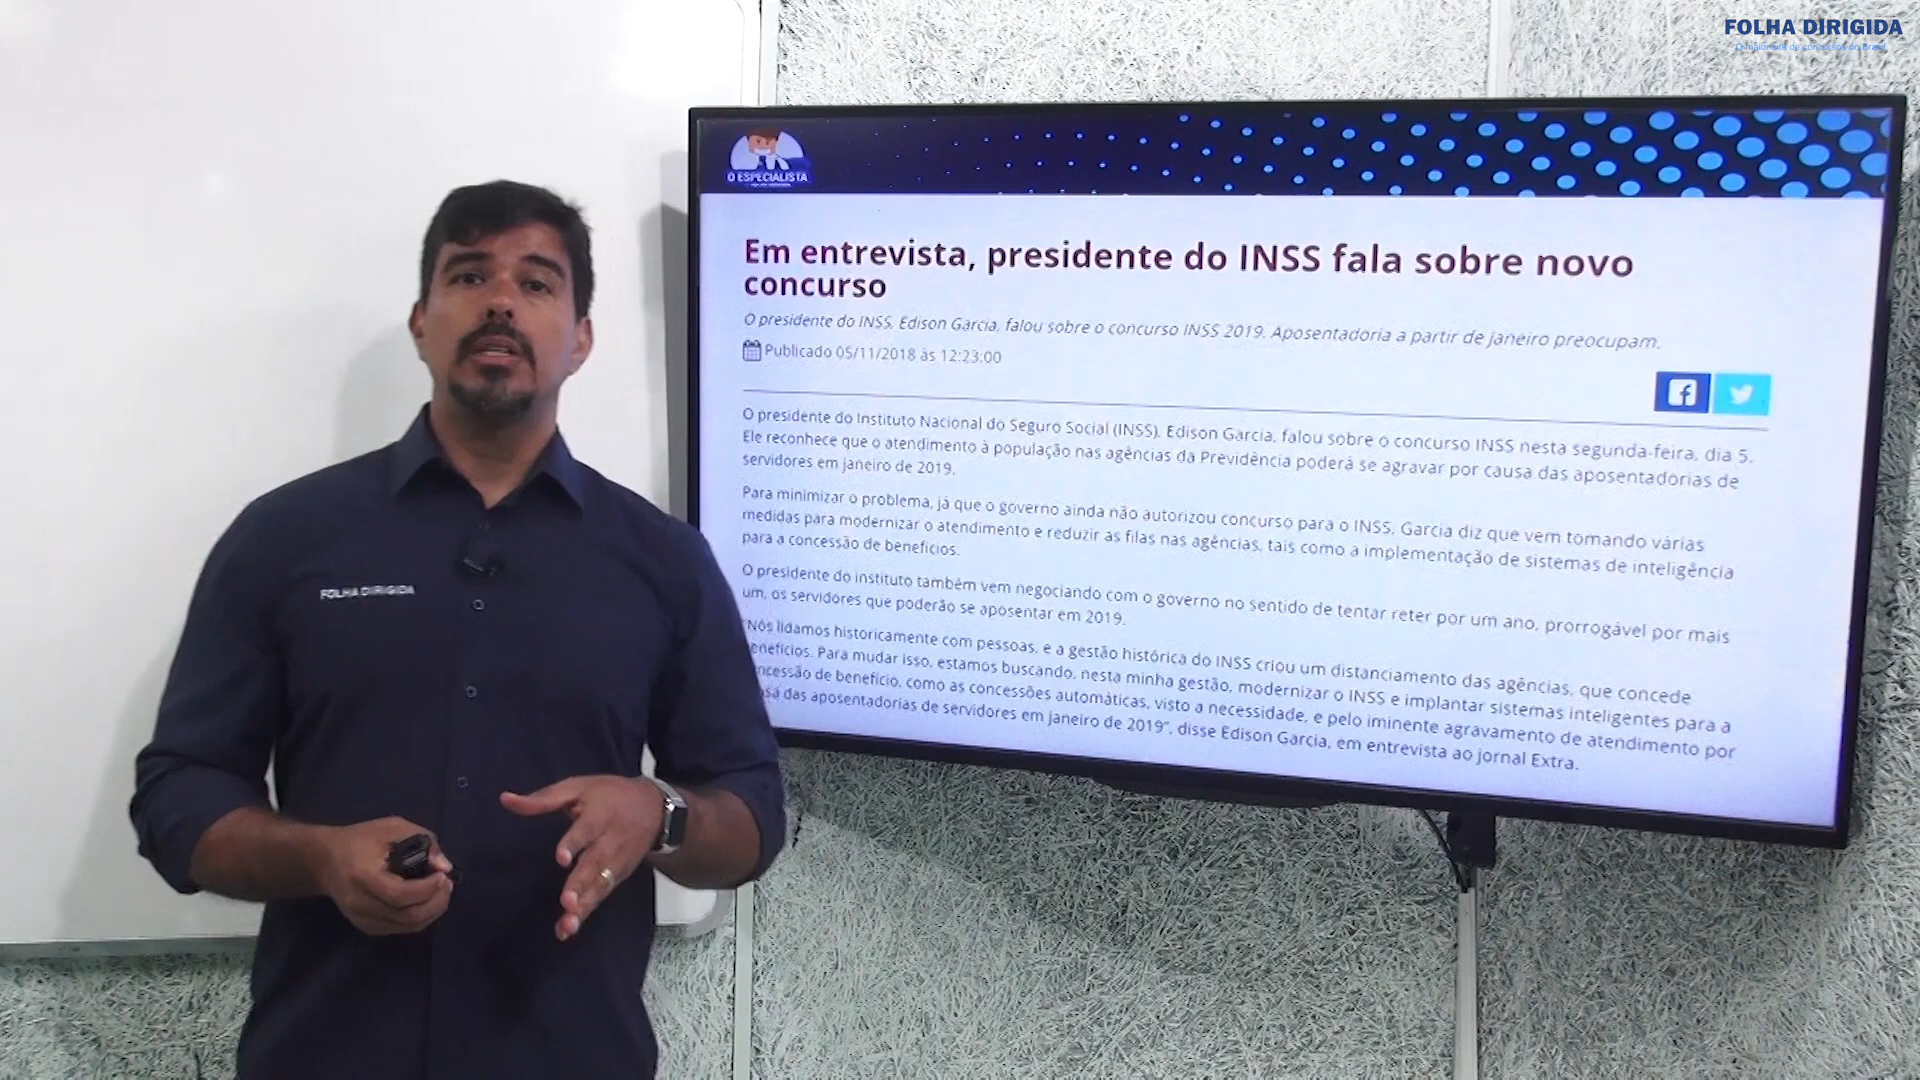 FOLHA DIRIGIDA
O maior site de concursos do Brasil
O ESPECIALISTA
Em entrevista, presidente do INSS fala sobre novo
concurso
O presidente do INSS, Edison Garcia, falou sobre o concurso INSS 2019. Aposentadoria a partir de janeiro preocupam.
Publicado 05/11/2018 às 12:23:00
O presidente do Instituto Nacional do Seguro Social (INSS), Edison Garcia, falou sobre o concurso INSS nesta segunda-feira, dia 5.
Ele reconhece que o atendimento à população nas agências da Previdência poderá se agravar por causa das aposentadorias de
servidores em janeiro de 2019.
Para minimizar o problema, já que o governo ainda não autorizou concurso para o INSS, Garcia diz que vem tomando várias
medidas para modernizar o atendimento e reduzir as filas nas agências, tais como a implementação de sistemas de inteligência
para a concessão de benefícios.
O presidente do instituto também vem negociando com o governo no sentido de tentar reter por um ano, prorrogável por mais
um, os servidores que poderão se aposentar em 2019.
"Nós lidamos historicamente com pessoas, e a gestão histórica do INSS criou um distanciamento das agências, que concede
enefícios. Para mudar isso, estamos buscando, nesta minha gestão, modernizar o INSS e implantar sistemas inteligentes para a
ncessão de benefício, como as concessões automáticas, visto a necessidade, e pelo iminente agravamento de atendimento por
das aposentadorias de servidores em janeiro de 2019", disse Edison Garcia, em entrevista ao jornal Extra.
FOLHA DIRIGIDA